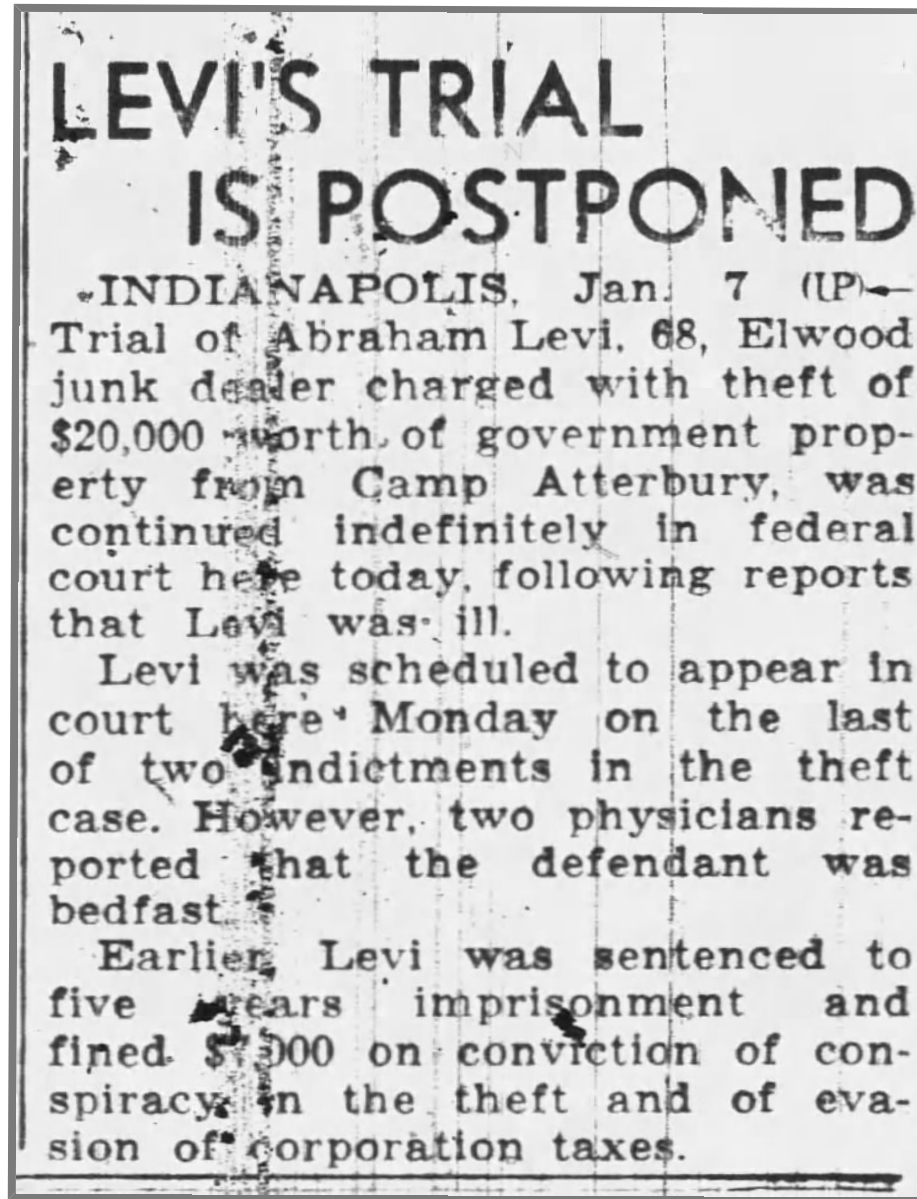 LEVI'S TRIAL
IS POSTPONED
INDIANAPOLIS, Jan. 7 (UP)—
Trial of Abraham Levi, 68, Elwood
junk dealer charged with theft of
$20,000 worth of government prop-
erty from Camp Atterbury, was
continued indefinitely in federal
court here today, following reports
that Levi was ill.
Levi was scheduled to appear in
court here Monday on the last
of two indictments in the theft
case. However, two physicians re-
ported that the defendant was
bedfast.
Earlier, Levi was sentenced to
five years imprisonment and
fined on conviction of con-
spiracy in the theft and of eva-
sion of corporation taxes.